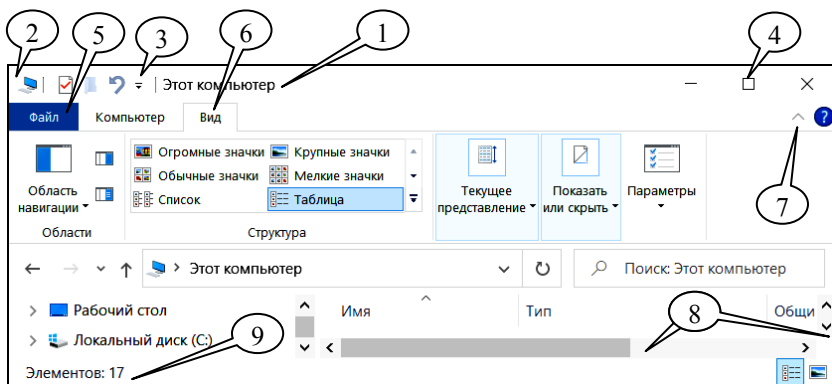 2 5 3 6 1 4
Этот компьютер
Файл Компьютер Вид
Огромные значки Крупные значки
Обычные значки Мелкие значки
Список Таблица
Область навигации
Текущее представление
Показать или скрыть
Параметры
7
Области Структура
Этот компьютер Поиск: Этот компьютер
Рабочий стол Имя Тип Общи
Локальный диск (C:) 9 8
Элементов: 17